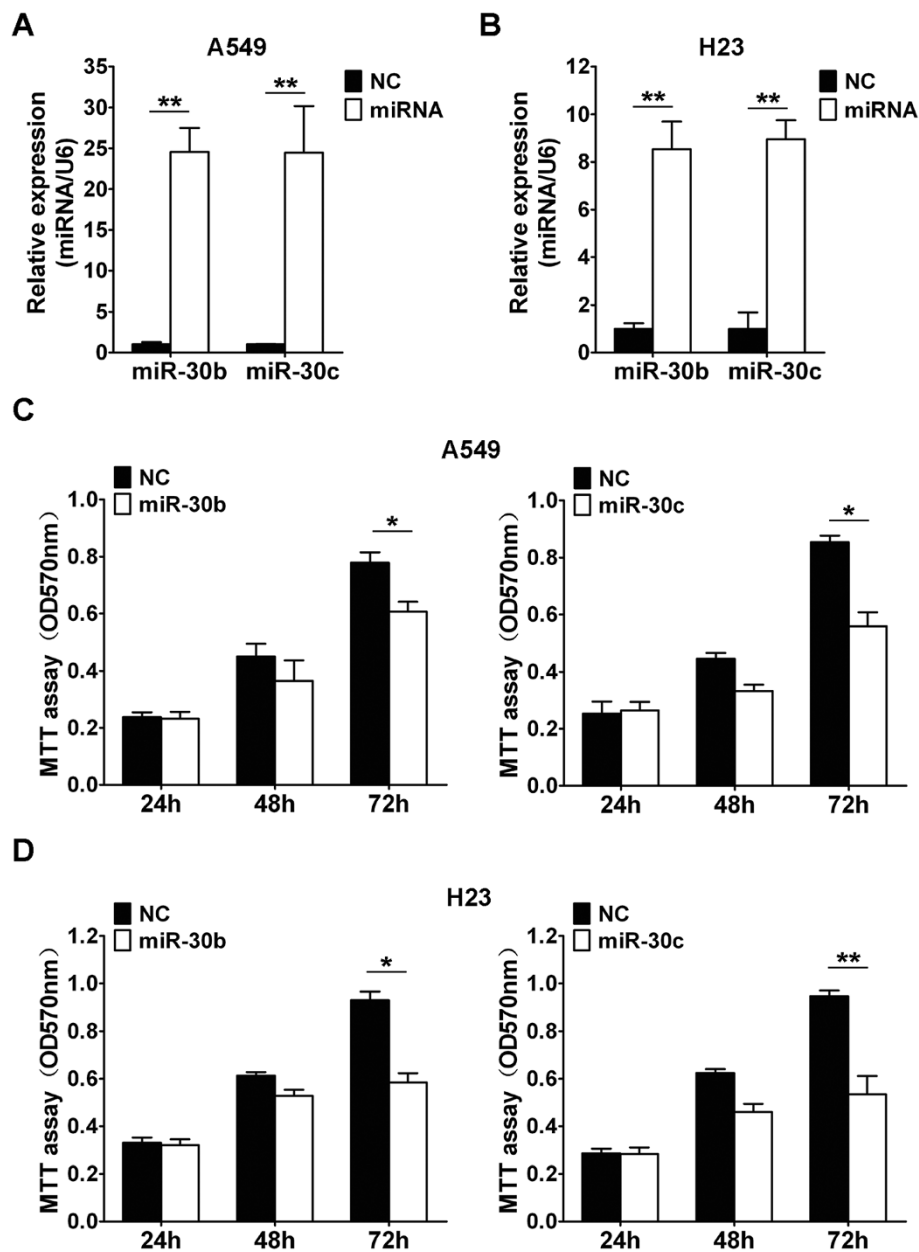 A
A549
Relative expression
(miRNA/U6)
35
30
25
20
15
10
5
0
**
**
NC
miRNA
miR-30b
miR-30c
B
H23
Relative expression
(miRNA/U6)
12
10
8
6
4
2
0
**
**
NC
miRNA
miR-30b
miR-30c
C
A549
NC
miR-30b
MTT assay（OD570nm）
1.0
0.8
0.6
0.4
0.2
0.0
*
24h
48h
72h
NC
miR-30c
MTT assay（OD570nm）
1.0
0.8
0.6
0.4
0.2
0.0
*
24h
48h
72h
D
H23
NC
miR-30b
MTT assay（OD570nm）
1.2
1.0
0.8
0.6
0.4
0.2
0.0
*
24h
48h
72h
NC
miR-30c
MTT assay（OD570nm）
1.2
1.0
0.8
0.6
0.4
0.2
0.0
**
24h
48h
72h